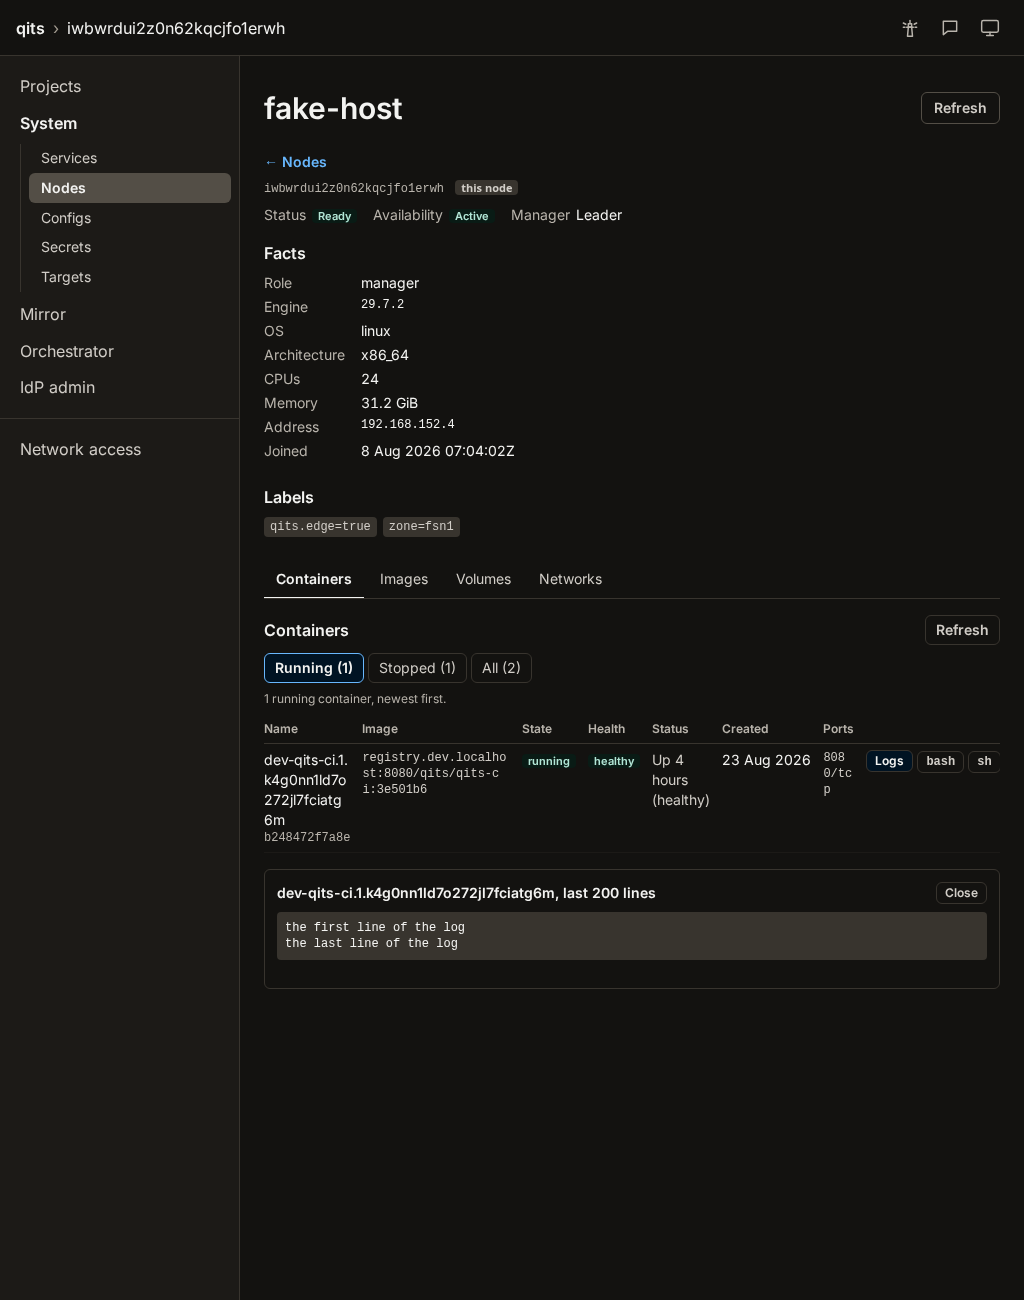 qits › iwbwrdui2z0n62kqcjfo1erwh
Projects
System
Services
Nodes
Configs
Secrets
Targets
Mirror
Orchestrator
IdP admin
Network access
fake-host
Refresh
← Nodes
iwbwrdui2z0n62kqcjfo1erwh this node
Status Ready Availability Active Manager Leader
Facts
Role manager
Engine 29.7.2
OS linux
Architecture x86_64
CPUs 24
Memory 31.2 GiB
Address 192.168.152.4
Joined 8 Aug 2026 07:04:02Z
Labels
qits.edge=true zone=fsn1
Containers Images Volumes Networks
Containers
Refresh
Running (1) Stopped (1) All (2)
1 running container, newest first.
Name Image State Health Status Created Ports
dev-qits-ci.1.
k4g0nn1ld7o
272jl7fciatg
6m
b248472f7a8e
registry.dev.localho
st:8080/qits/qits-c
i:3e501b6
running
healthy
Up 4
hours
(healthy)
23 Aug 2026
808
0/tc
p
Logs bash sh
dev-qits-ci.1.k4g0nn1ld7o272jl7fciatg6m, last 200 lines
Close
the first line of the log
the last line of the log